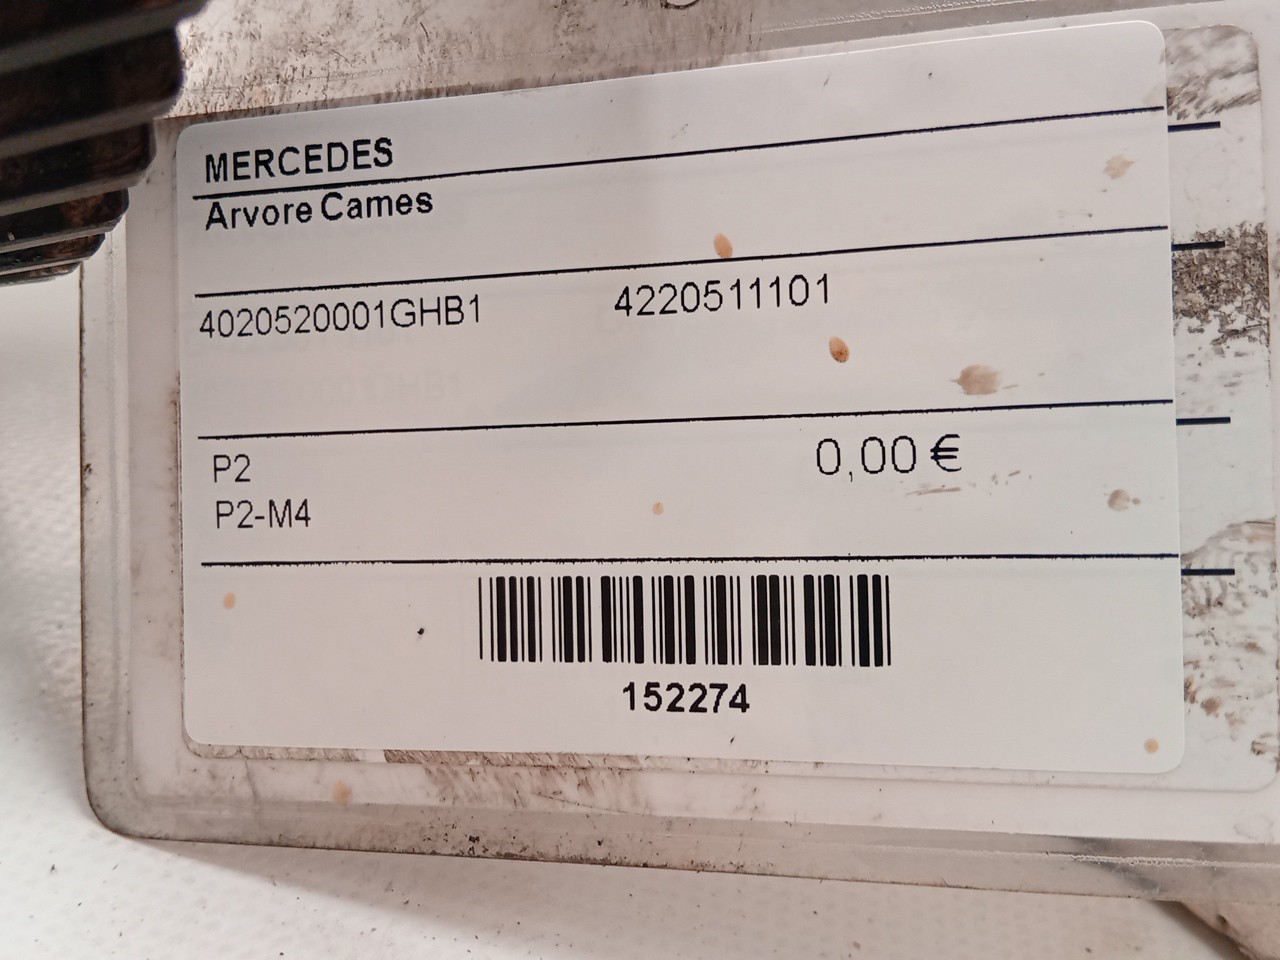 MERCEDES
Arvore Cames
4020520001GHB1 4220511101
P2 0,00 €
P2-M4
152274